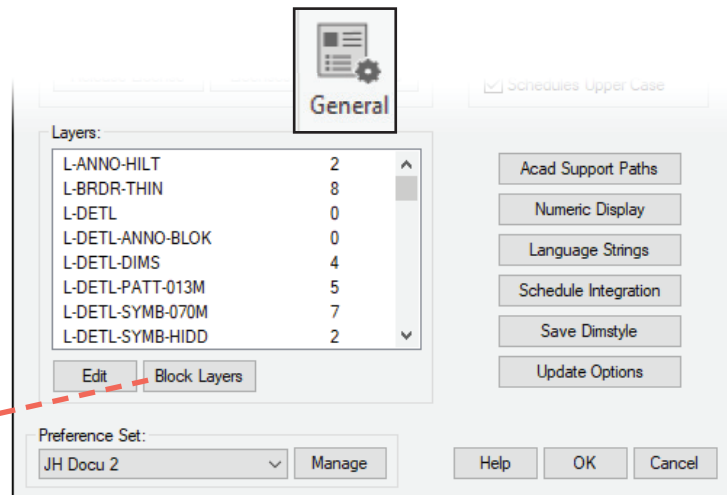 General
Schedules Upper Case
Layers:
L-ANNO-HILT 2
L-BRDR-THIN 8
L-DETL 0
L-DETL-ANNO-BLOK 0
L-DETL-DIMS 4
L-DETL-PATT-013M 5
L-DETL-SYMB-070M 7
L-DETL-SYMB-HIDD 2
Acad Support Paths
Numeric Display
Language Strings
Schedule Integration
Save Dimstyle
Update Options
Edit Block Layers
Preference Set:
JH Docu 2 Manage Help OK Cancel